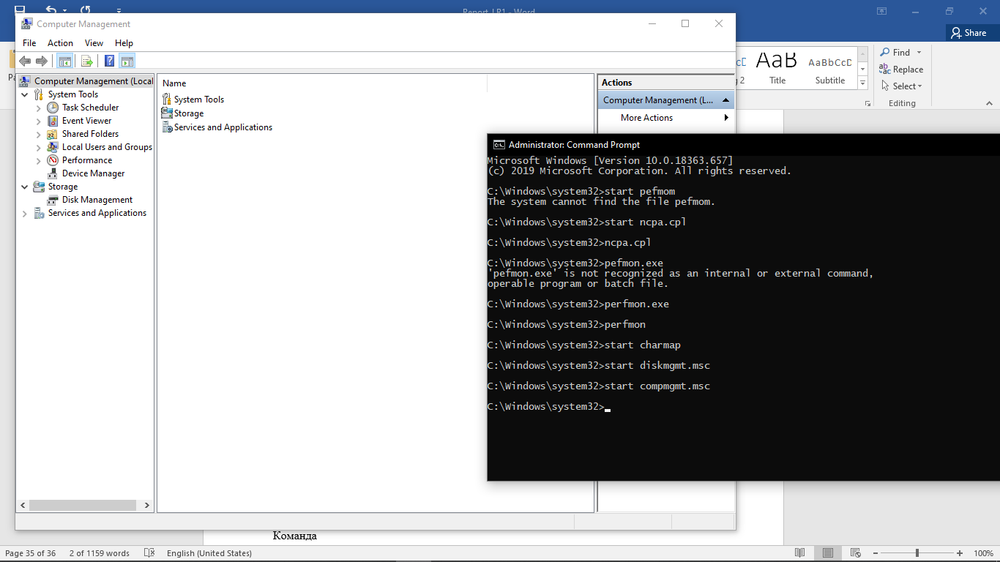 Report_LR1 - Word
Share
Computer Management
File Action View Help
Computer Management (Local
System Tools
Task Scheduler
Event Viewer
Shared Folders
Local Users and Groups
Performance
Device Manager
Storage
Disk Management
Services and Applications
Name
System Tools
Storage
Services and Applications
Actions
Computer Management (L...
More Actions
AaB
AaBbCcD
Title
Subtitle
Find
Replace
Select
Editing
Administrator: Command Prompt
Microsoft Windows [Version 10.0.18363.657]
(c) 2019 Microsoft Corporation. All rights reserved.
C:\Windows\system32>start pefmom
The system cannot find the file pefmom.
C:\Windows\system32>start ncpa.cpl
C:\Windows\system32>ncpa.cpl
C:\Windows\system32>pefmon.exe
'pefmon.exe' is not recognized as an internal or external command,
operable program or batch file.
C:\Windows\system32>perfmon.exe
C:\Windows\system32>perfmon
C:\Windows\system32>start charmap
C:\Windows\system32>start diskmgmt.msc
C:\Windows\system32>start compmgmt.msc
C:\Windows\system32>
Команда
Page 35 of 36 2 of 1159 words English (United States) 100%